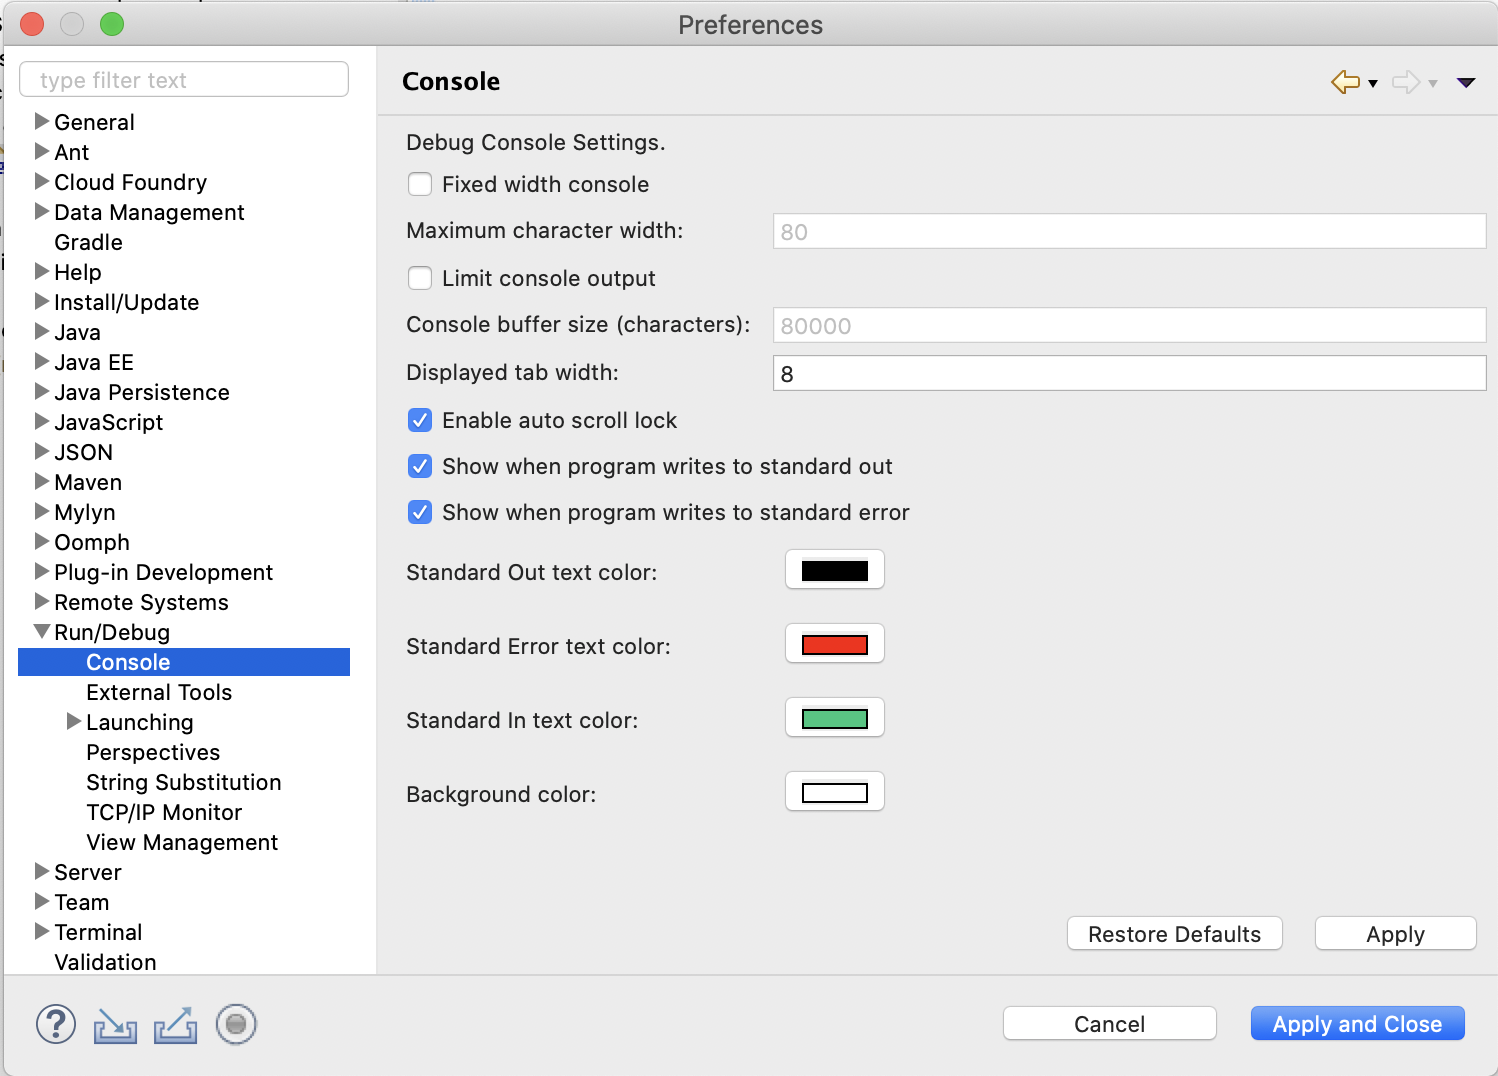 Preferences
type filter text
General
Ant
Cloud Foundry
Data Management
Gradle
Help
Install/Update
Java
Java EE
Java Persistence
JavaScript
JSON
Maven
Mylyn
Oomph
Plug-in Development
Remote Systems
Run/Debug
Console
External Tools
Launching
Perspectives
String Substitution
TCP/IP Monitor
View Management
Server
Team
Terminal
Validation
Console
Debug Console Settings.
Fixed width console
Maximum character width: 80
Limit console output
Console buffer size (characters): 80000
Displayed tab width: 8
Enable auto scroll lock
Show when program writes to standard out
Show when program writes to standard error
Standard Out text color:
Standard Error text color:
Standard In text color:
Background color:
Restore Defaults Apply
? Cancel Apply and Close